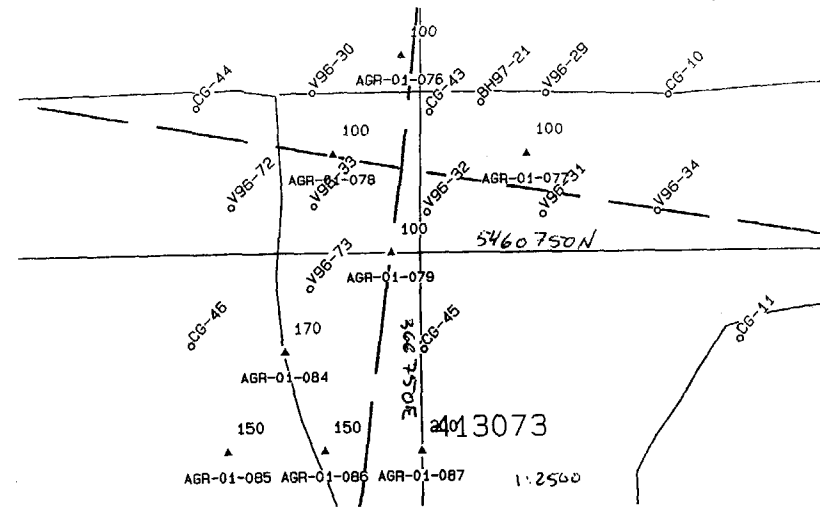 100
CG-44
V96-30
AGR-01-076
CG-43
BH97-21
V96-29
CG-10
100
100
AGR-01-078
AGR-01-077
V96-72
V96-33
V96-32
V96-31
V96-34
100
5460750N
V96-73
AGR-01-079
CG-46
CG-45
CG-11
170
366750E
AGR-01-084
150
150
413073
AGR-01-085
AGR-01-086
AGR-01-087
1:2500